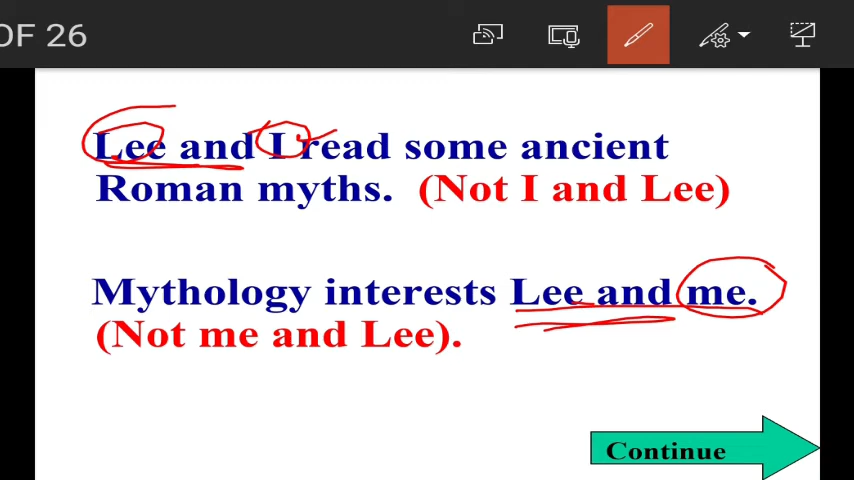 OF 26
Lee and I read some ancient
Roman myths. (Not I and Lee)
Mythology interests Lee and me.
(Not me and Lee).
Continue